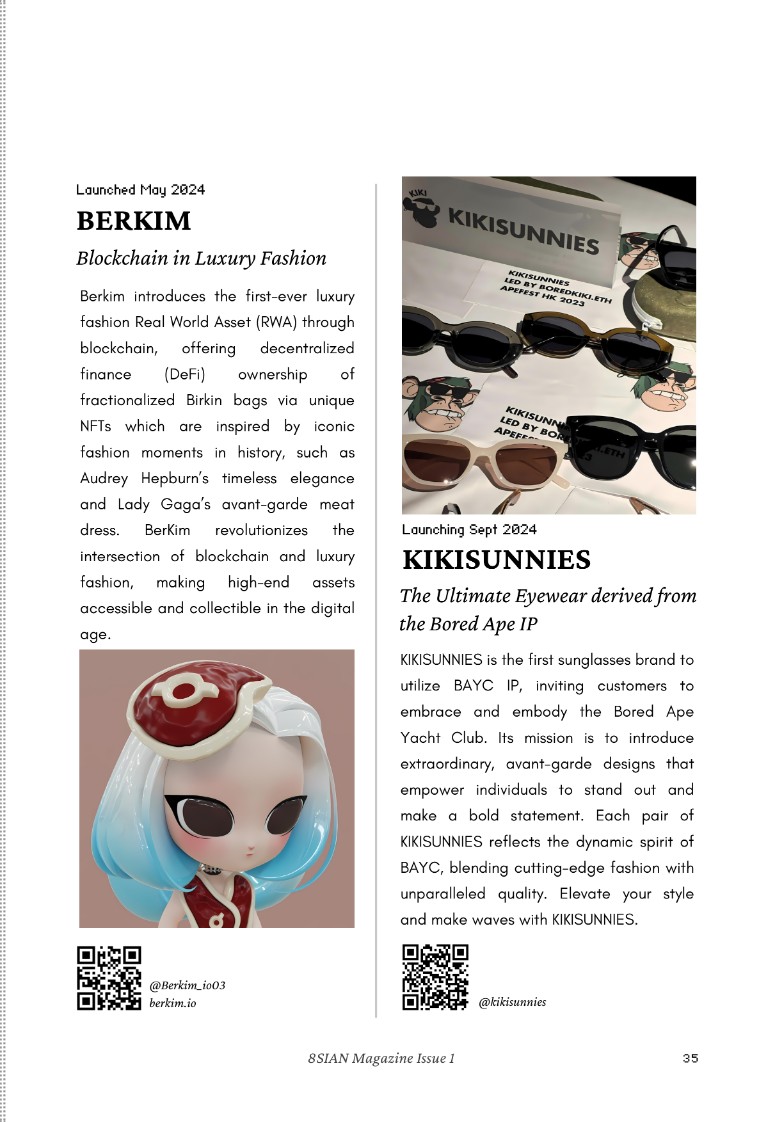 Launched May 2024
BERKIM
Blockchain in Luxury Fashion
Berkim introduces the first-ever luxury
fashion Real World Asset (RWA) through
blockchain, offering decentralized
finance (DeFi) ownership of
fractionalized Birkin bags via unique
NFTs which are inspired by iconic
fashion moments in history, such as
Audrey Hepburn's timeless elegance
and Lady Gaga's avant-garde meat
dress. BerKim revolutionizes the
intersection of blockchain and luxury
fashion, making high-end assets
accessible and collectible in the digital
age.
@Berkim_io03
berkim.io
KIKI
KIKISUNNIES
KIKISUNNIES
LED BY BOREDKIKI.ETH
APEFEST HK 2023
KIKISUNN
LED BY BOR
.ETH
APEFEST
23
Launching Sept 2024
KIKISUNNIES
The Ultimate Eyewear derived from
the Bored Ape IP
KIKISUNNIES is the first sunglasses brand to
utilize BAYC IP, inviting customers to
embrace and embody the Bored Ape
Yacht Club. Its mission is to introduce
extraordinary, avant-garde designs that
empower individuals to stand out and
make a bold statement. Each pair of
KIKISUNNIES reflects the dynamic spirit of
BAYC, blending cutting-edge fashion with
unparalleled quality. Elevate your style
and make waves with KIKISUNNIES.
@kikisunnies
8SIAN Magazine Issue 1
35